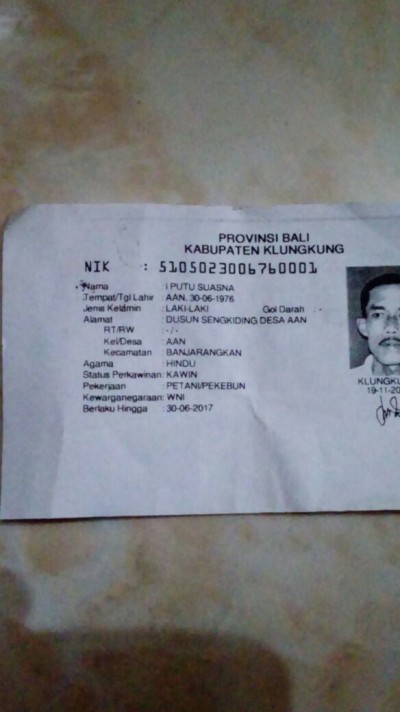 PROVINSI BALI
KABUPATEN KLUNGKUNG
NIK : 5105023006760001
Nama : I PUTU SUASNA
Tempat/Tgl Lahir : AAN, 30-06-1976
Jenis Kelamin : LAKI-LAKI Gol Darah :-
Alamat : DUSUN SENGKIDING DESA AAN
RT/RW : -/-
Kel/Desa : AAN
Kecamatan : BANJARANGKAN
Agama : HINDU
Status Perkawinan: KAWIN
Pekerjaan : PETANI/PEKEBUN
Kewarganegaraan: WNI
Berlaku Hingga : 30-06-2017
KLUNGKU
19-11-20